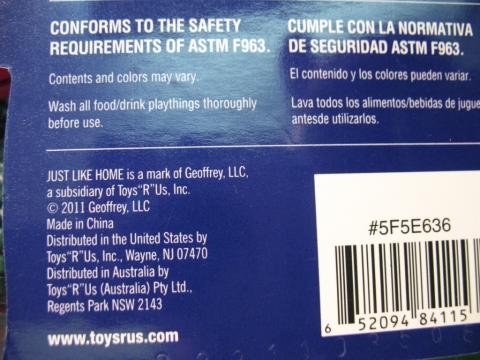 CONFORMS TO THE SAFETY
REQUIREMENTS OF ASTM F963.
Contents and colors may vary.
Wash all food/drink playthings thoroughly
before use.
CUMPLE CON LA NORMATIVA
DE SEGURIDAD ASTM F963.
El contenido y los colores pueden variar.
Lava todos los alimentos/bebidas de jugue
antesde utilizarlos.
JUST LIKE HOME is a mark of Geoffrey, LLC,
a subsidiary of Toys"R"Us, Inc.
© 2011 Geoffrey, LLC
Made in China
Distributed in the United States by
Toys"R"Us, Inc., Wayne, NJ 07470
Distributed in Australia by
Toys"R"Us (Australia) Pty Ltd.,
Regents Park NSW 2143
www.toysrus.com
#5F5E636
6 52094 84115